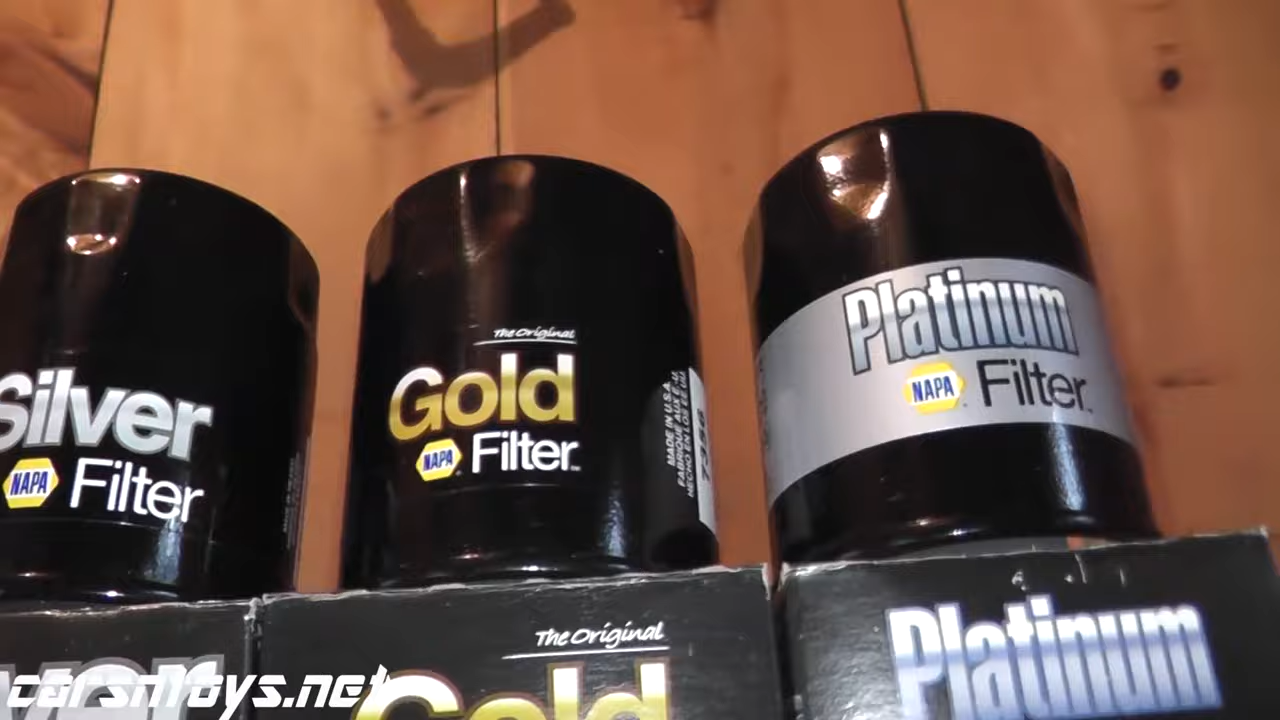 Silver
NAPA Filter
The Original
Gold
NAPA Filter
MADE IN U.S.A.
Platinum
NAPA Filter
The Original
Gold
Platinum
carsntoys.net